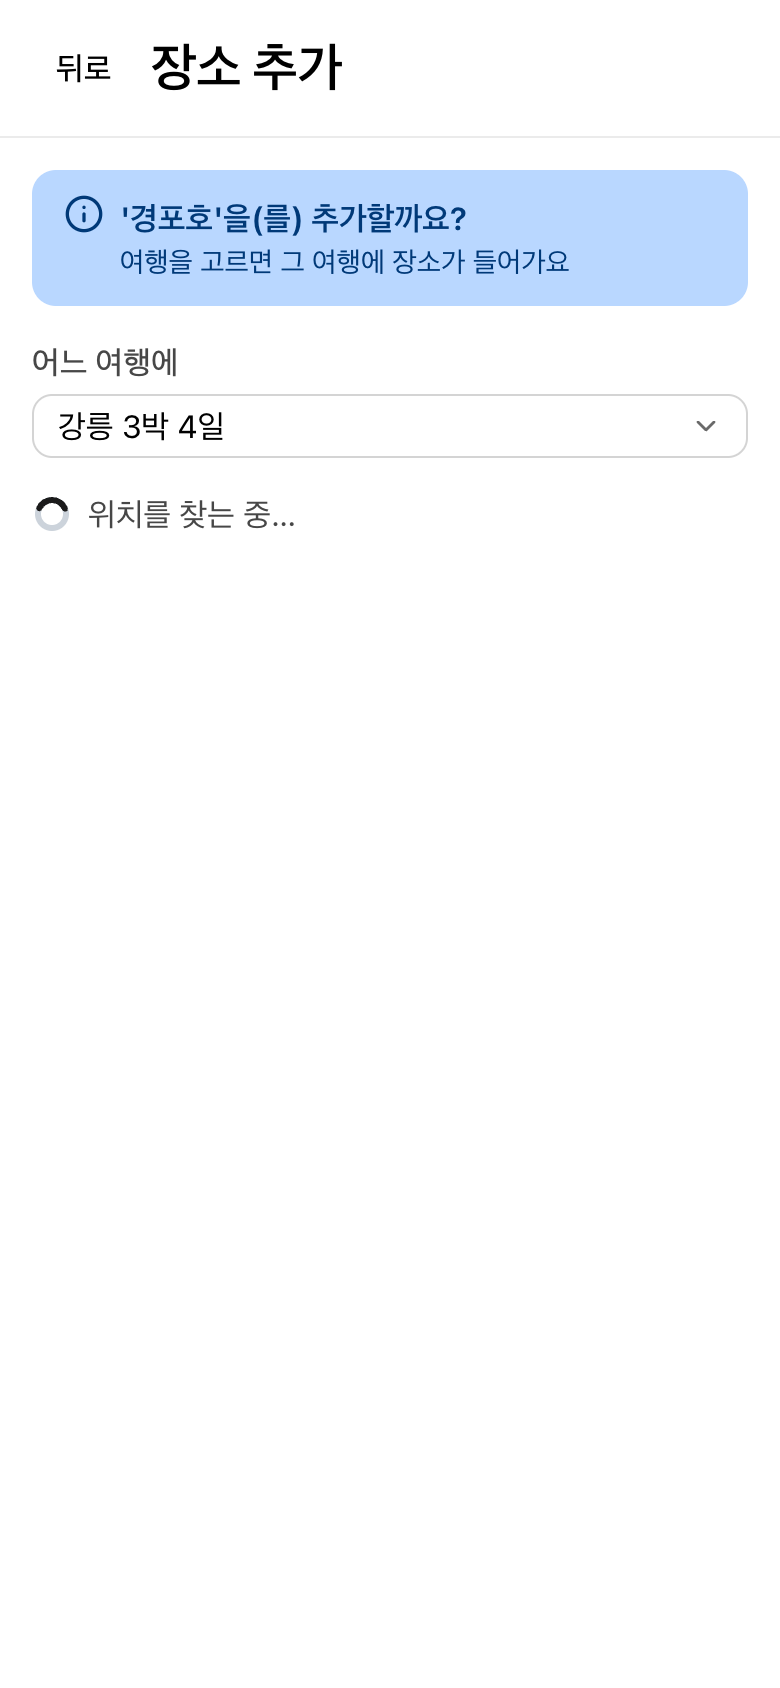 뒤로 장소 추가
'경포호'을(를) 추가할까요?
여행을 고르면 그 여행에 장소가 들어가요
어느 여행에
강릉 3박 4일
위치를 찾는 중...